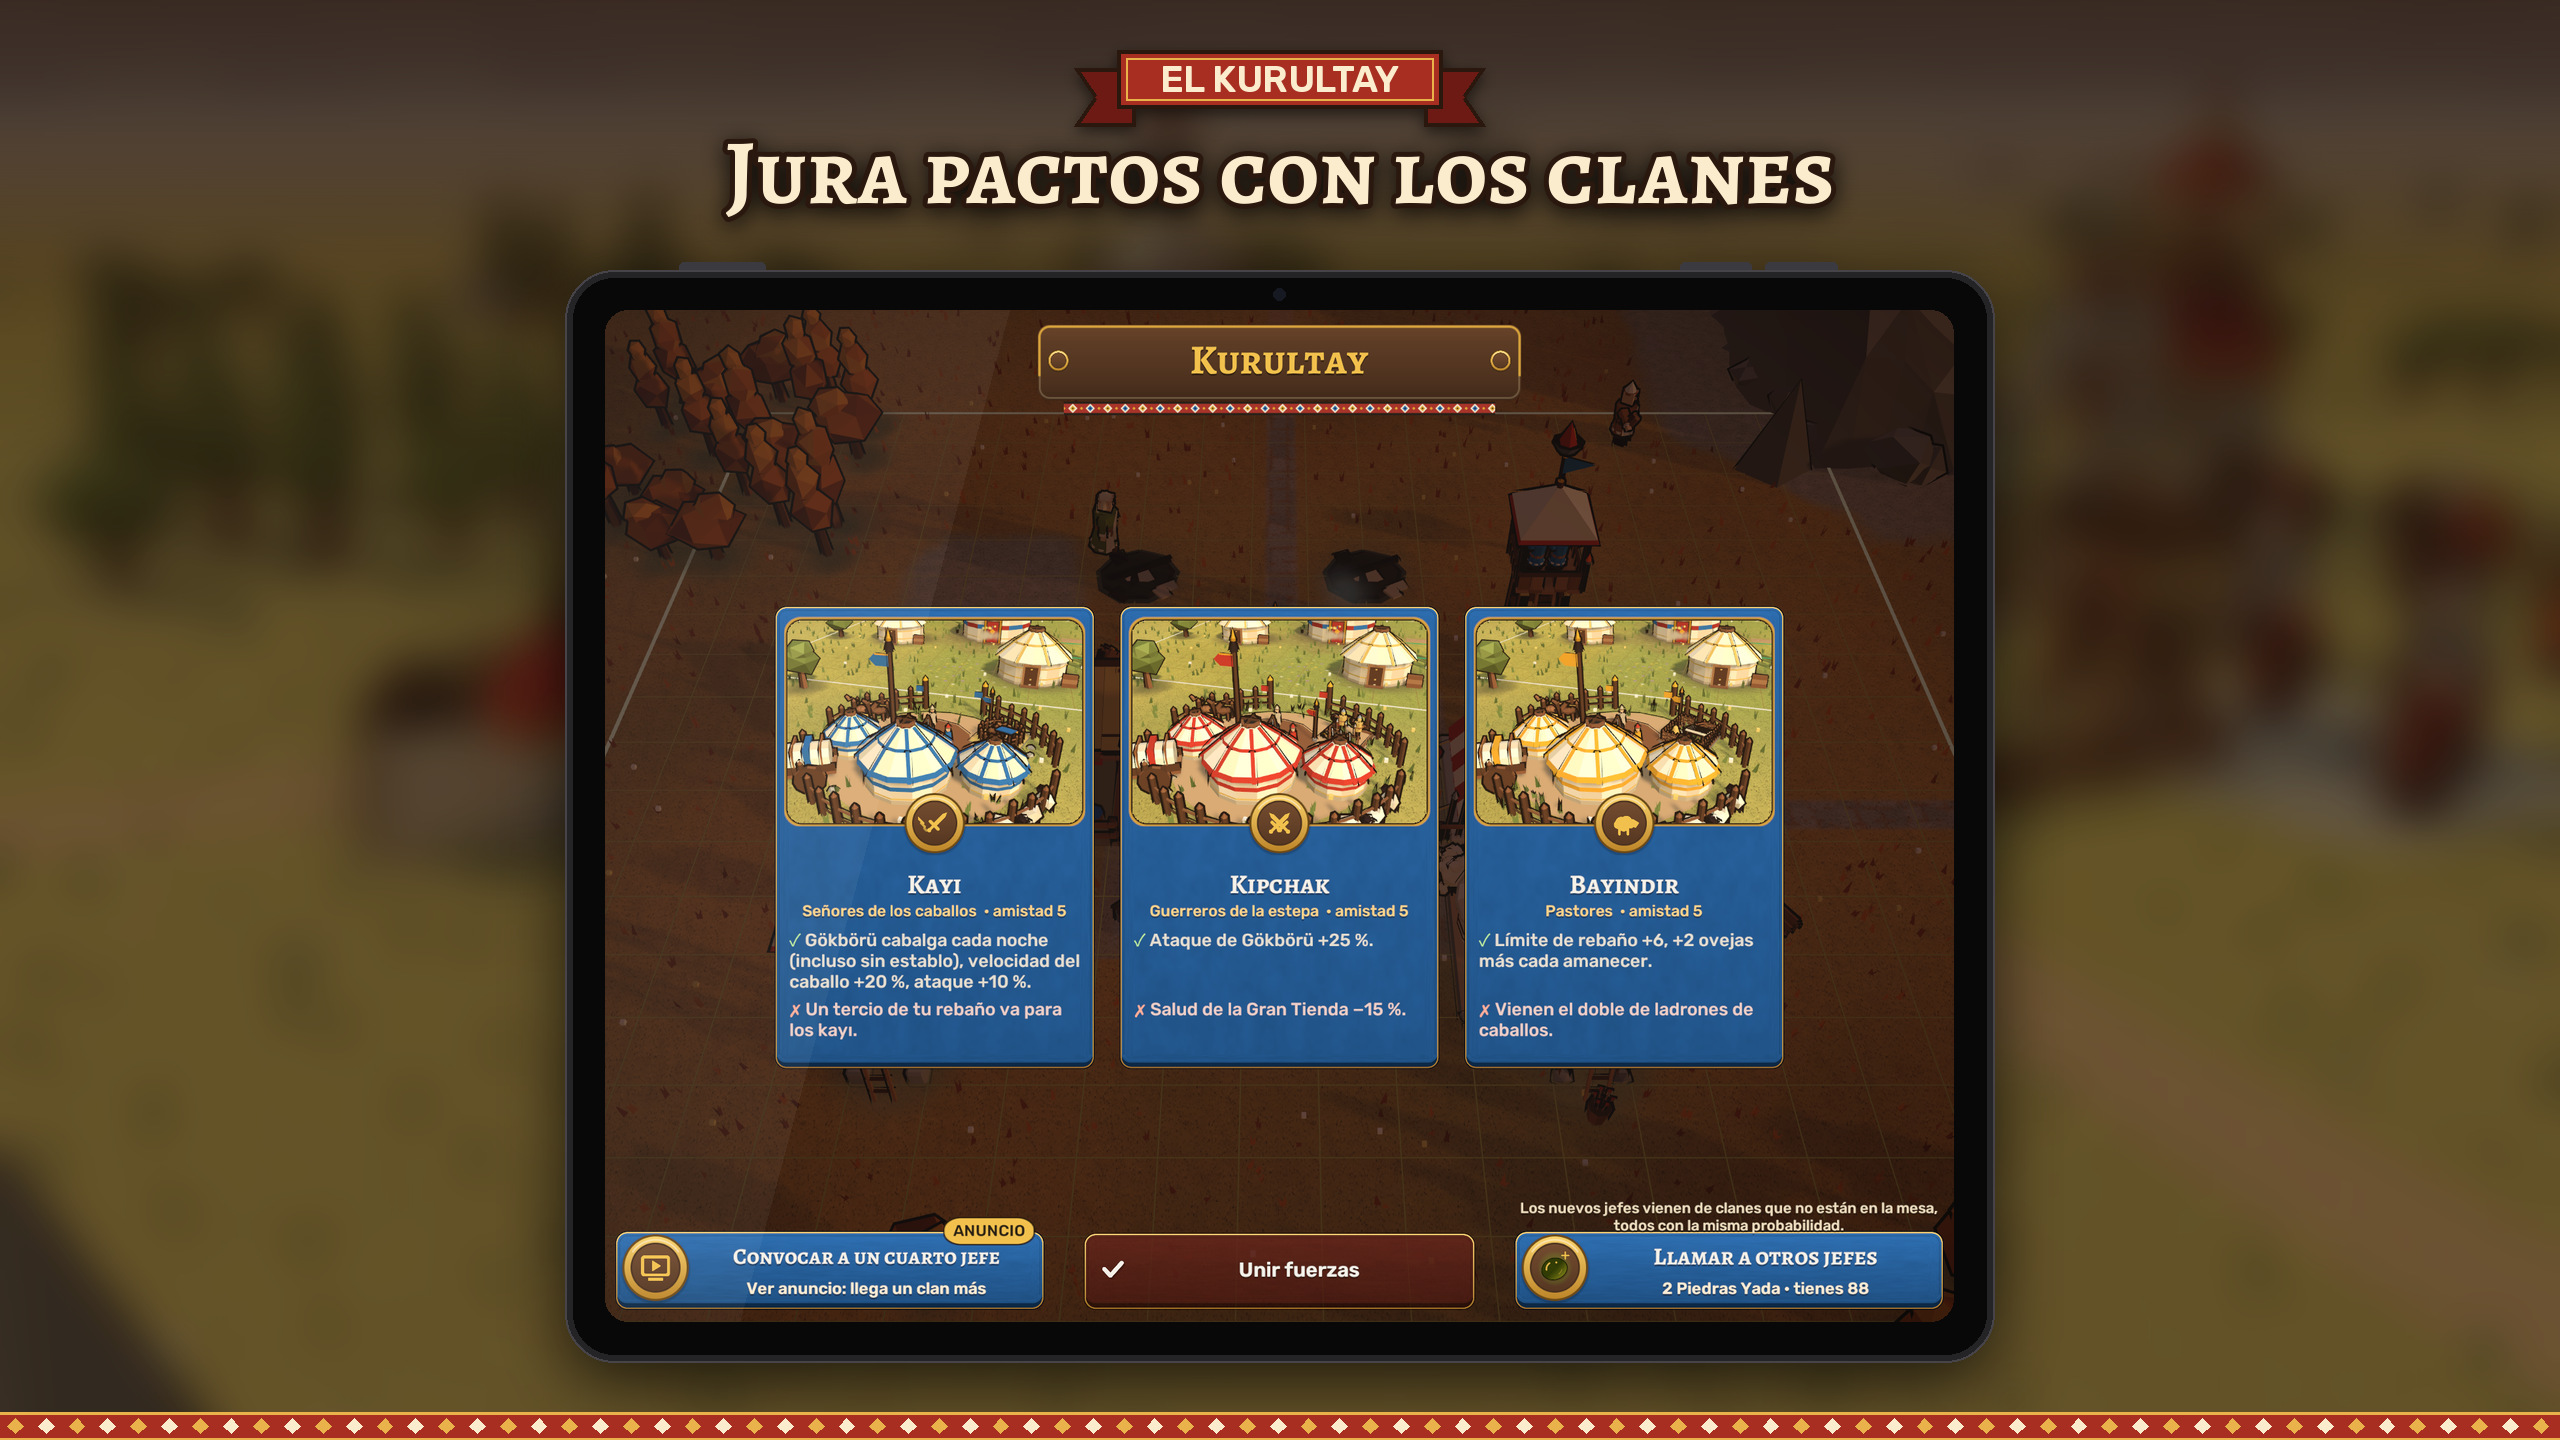 EL KURULTAY
JURA PACTOS CON LOS CLANES
KURULTAY
KAYI
Señores de los caballos • amistad 5
✓ Gökbörü cabalga cada noche
(incluso sin establo), velocidad del
caballo +20 %, ataque +10 %.
✗ Un tercio de tu rebaño va para
los kayı.
KIPCHAK
Guerreros de la estepa • amistad 5
✓ Ataque de Gökbörü +25 %.
✗ Salud de la Gran Tienda −15 %.
BAYINDIR
Pastores • amistad 5
✓ Límite de rebaño +6, +2 ovejas
más cada amanecer.
✗ Vienen el doble de ladrones de
caballos.
ANUNCIO
CONVOCAR A UN CUARTO JEFE
Ver anuncio: llega un clan más
Unir fuerzas
Los nuevos jefes vienen de clanes que no están en la mesa,
todos con la misma probabilidad.
LLAMAR A OTROS JEFES
2 Piedras Yada • tienes 88